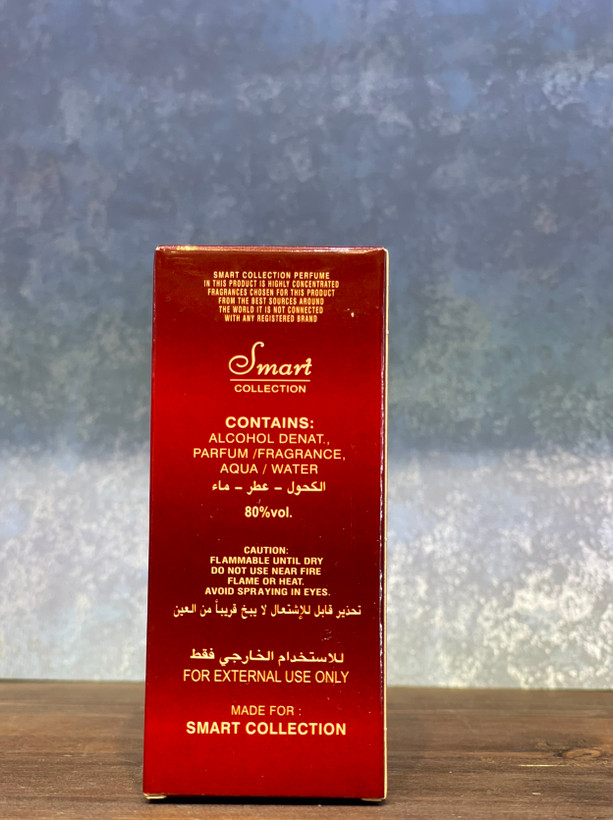 SMART COLLECTION PERFUME
IN THIS PRODUCT IS HIGHLY CONCENTRATED
FRAGRANCES CHOSEN FOR THIS PRODUCT
FROM THE BEST SOURCES AROUND
THE WORLD IT IS NOT CONNECTED
WITH ANY REGISTERED BRAND
Smart
COLLECTION
CONTAINS:
ALCOHOL DENAT.,
PARFUM /FRAGRANCE,
AQUA / WATER
الكحول - عطر - ماء
80%vol.
CAUTION:
FLAMMABLE UNTIL DRY
DO NOT USE NEAR FIRE
FLAME OR HEAT.
AVOID SPRAYING IN EYES.
تحذير قابل للإشتعال لا يبخ قريباً من العين
للاستخدام الخارجي فقط
FOR EXTERNAL USE ONLY
MADE FOR :
SMART COLLECTION